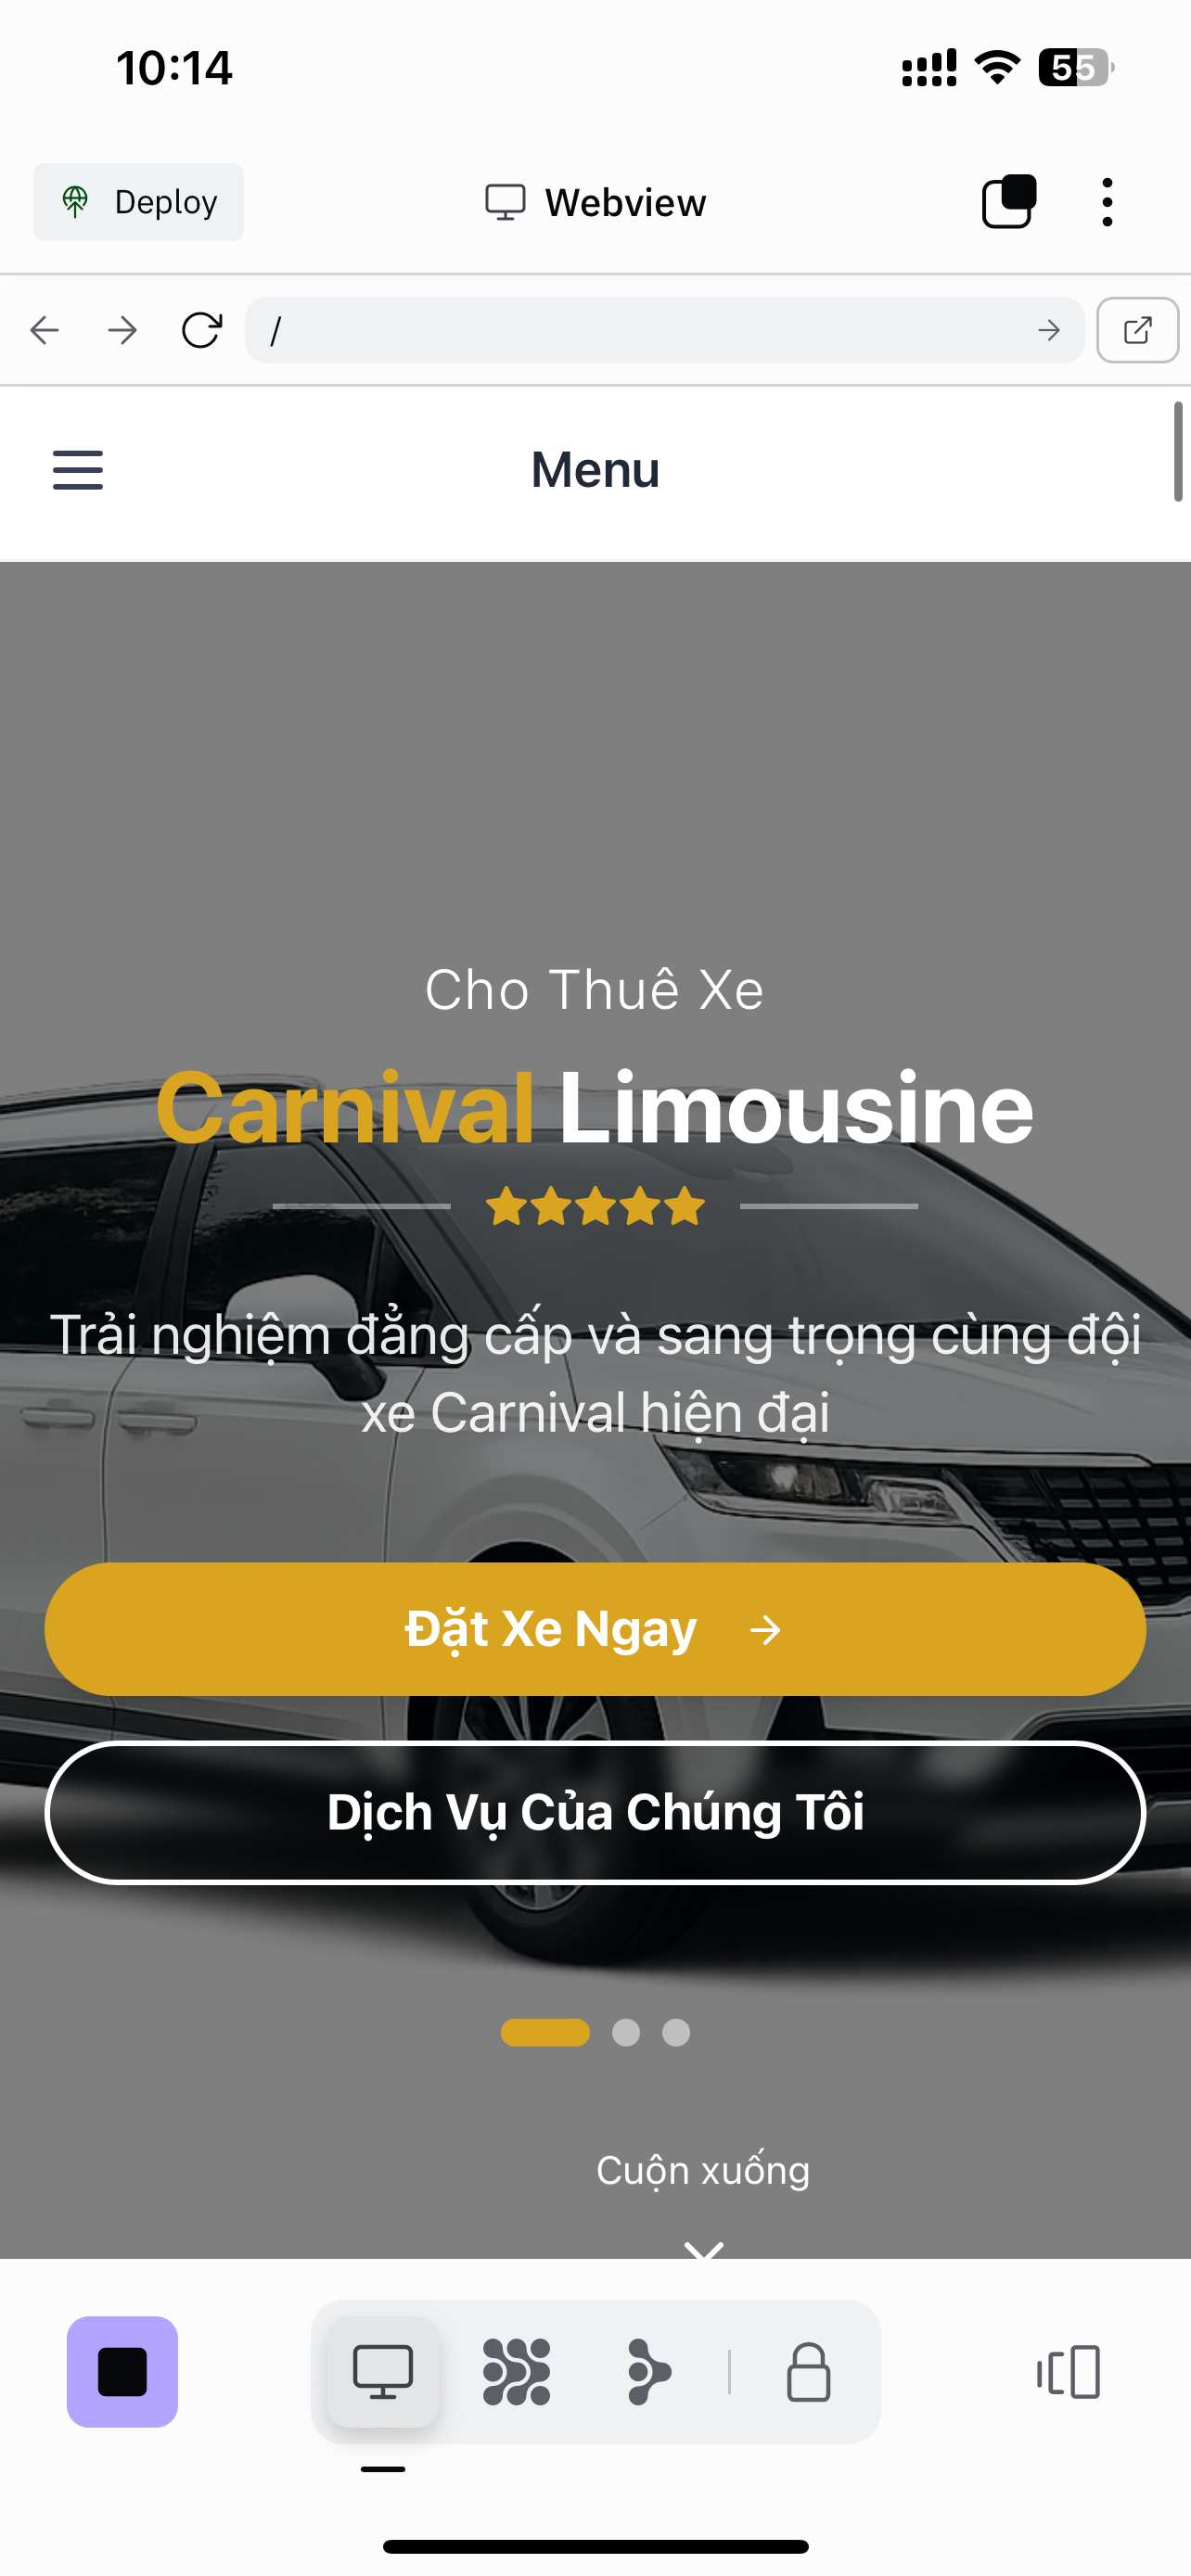 10:14
55
Deploy
Webview
/
Menu
Cho Thuê Xe
Carnival Limousine
Trải nghiệm đẳng cấp và sang trọng cùng đội
xe Carnival hiện đại
Đặt Xe Ngay
Dịch Vụ Của Chúng Tôi
Cuộn xuống